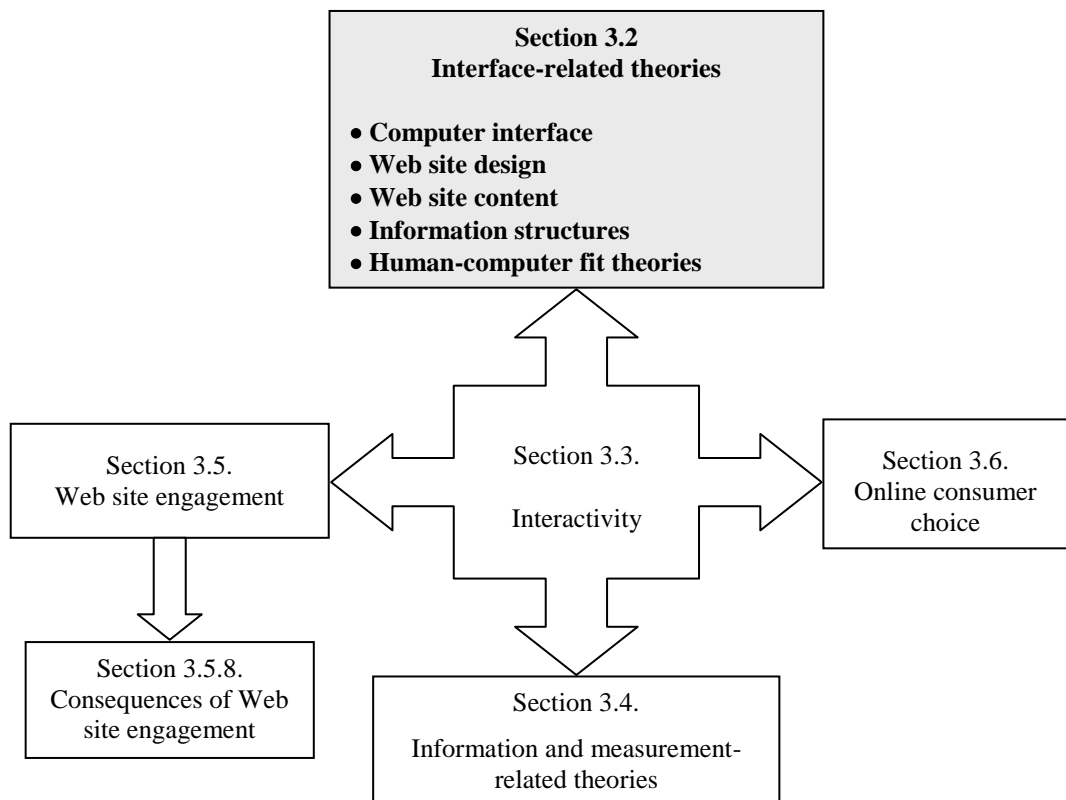 Section 3.2
Interface-related theories
• Computer interface
• Web site design
• Web site content
• Information structures
• Human-computer fit theories
Section 3.5.
Web site engagement
Section 3.3.
Interactivity
Section 3.6.
Online consumer
choice
Section 3.5.8.
Consequences of Web
site engagement
Section 3.4.
Information and measurement-
related theories